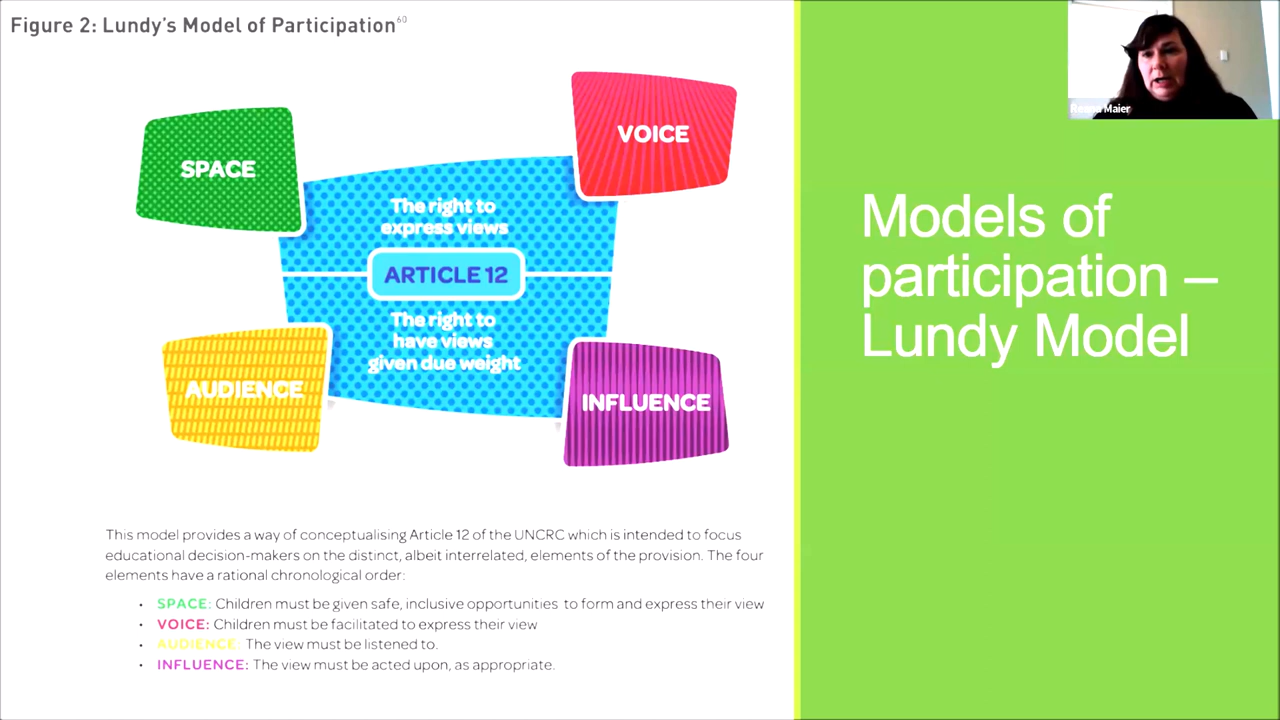 Figure 2: Lundy's Model of Participation60
SPACE
VOICE
The right to
express views
ARTICLE 12
The right to
have views
given due weight
AUDIENCE
INFLUENCE
This model provides a way of conceptualising Article 12 of the UNCRC which is intended to focus
educational decision-makers on the distinct, albeit interrelated, elements of the provision. The four
elements have a rational chronological order:
• SPACE: Children must be given safe, inclusive opportunities to form and express their view
• VOICE: Children must be facilitated to express their view
• AUDIENCE: The view must be listened to.
• INFLUENCE: The view must be acted upon, as appropriate.
Models of
participation –
Lundy Model
Maier